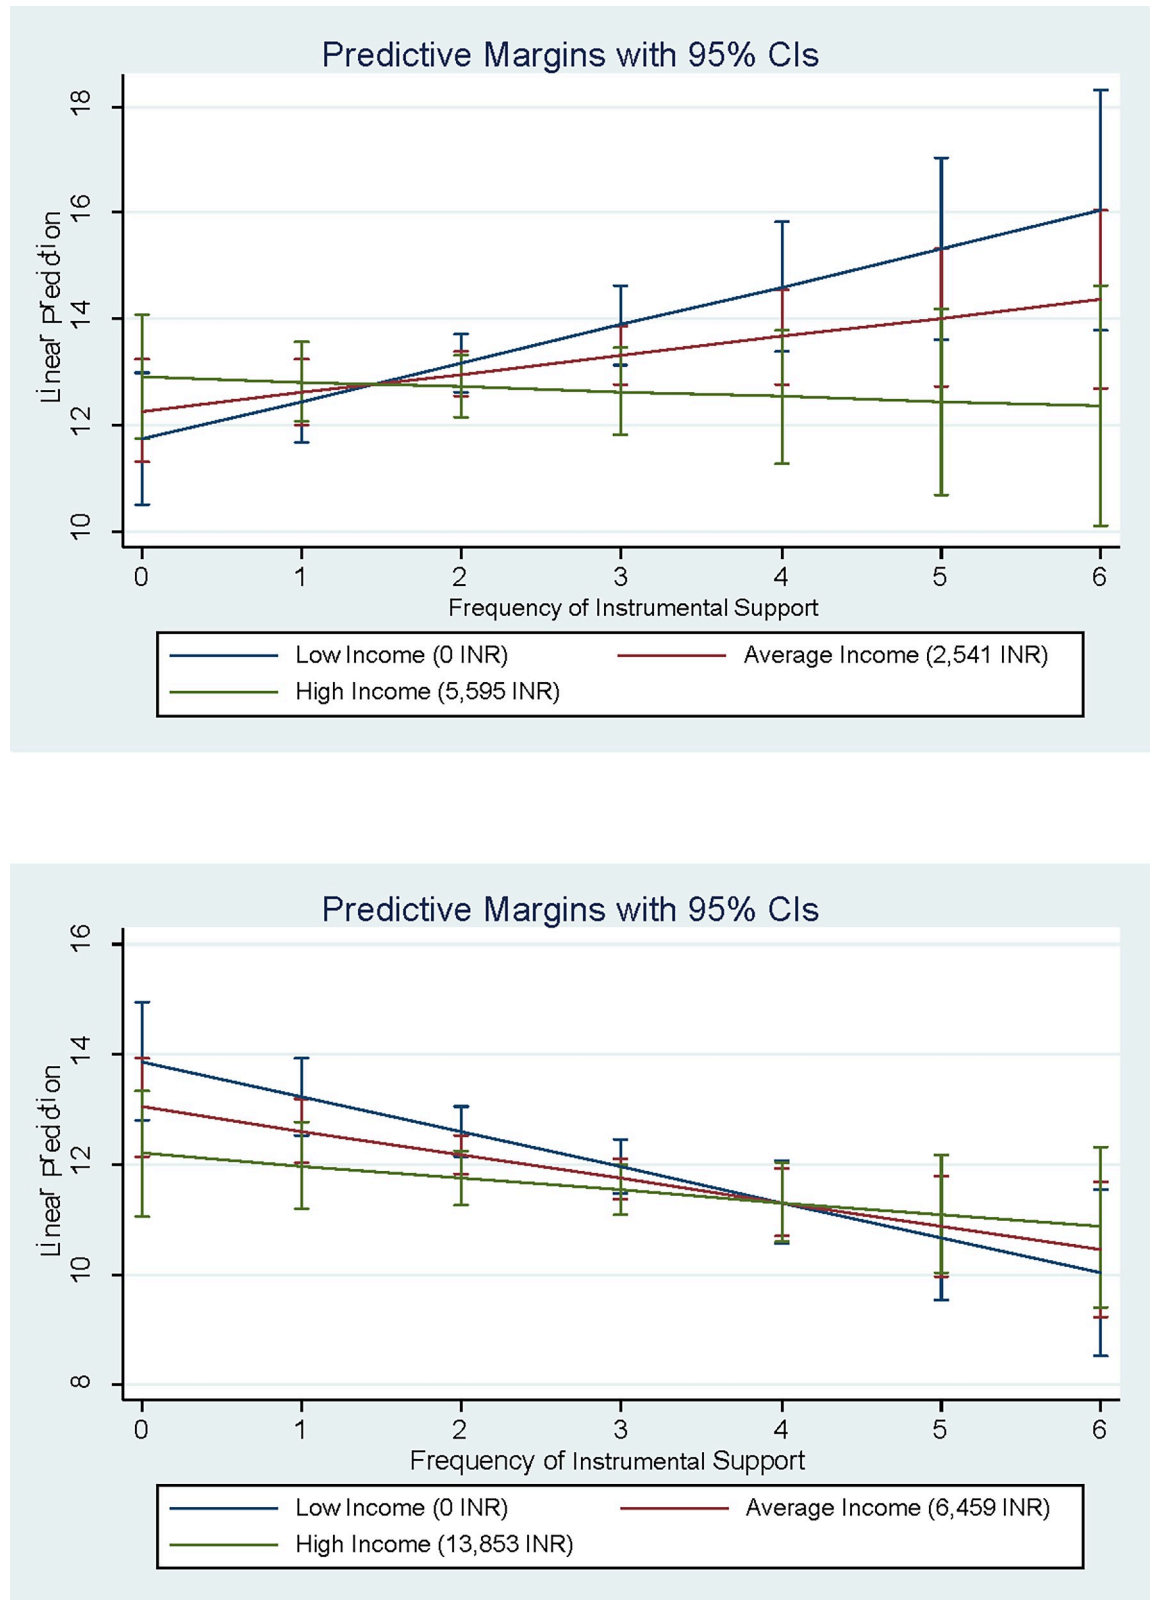 Predictive Margins with 95% CIs
18
16
14
12
10
Linear Prediction
0 1 2 3 4 5 6
Frequency of Instrumental Support
Low Income (0 INR) Average Income (2,541 INR)
High Income (5,595 INR)
Predictive Margins with 95% CIs
16
14
12
10
8
Linear Prediction
0 1 2 3 4 5 6
Frequency of Instrumental Support
Low Income (0 INR) Average Income (6,459 INR)
High Income (13,853 INR)